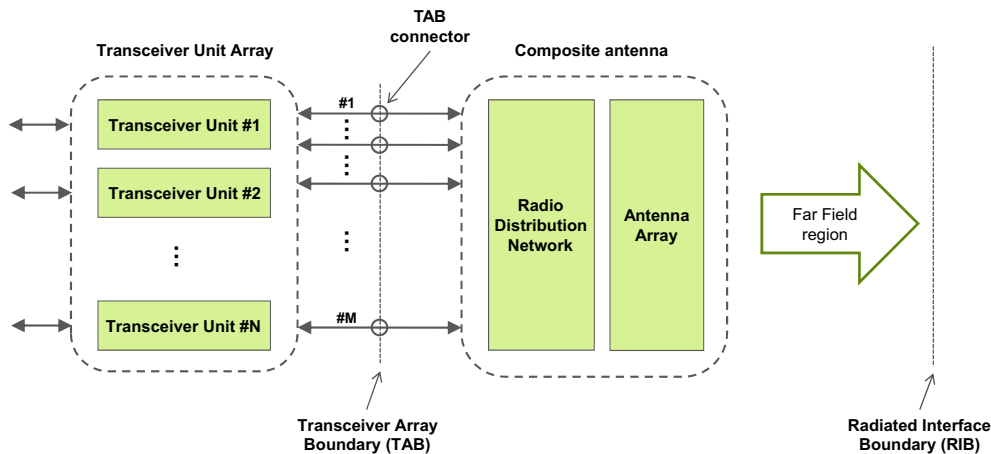 TAB
connector
Transceiver Unit Array
Composite antenna
Transceiver Unit #1
#1
...
Transceiver Unit #2
...
Radio
Distribution
Network
Antenna
Array
Far Field
region
...
...
Transceiver Unit #N
#M
Transceiver Array
Boundary (TAB)
Radiated Interface
Boundary (RIB)